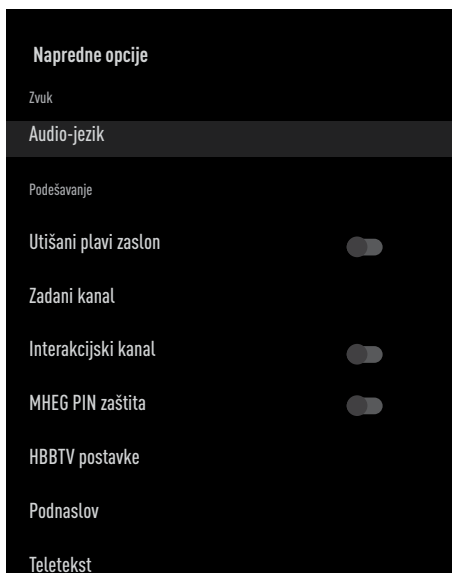 Napredne opcije
Zvuk
Audio-jezik
Podešavanje
Utišani plavi zaslon
Zadani kanal
Interakcijski kanal
MHEG PIN zaštita
HBBTV postavke
Podnaslov
Teletekst